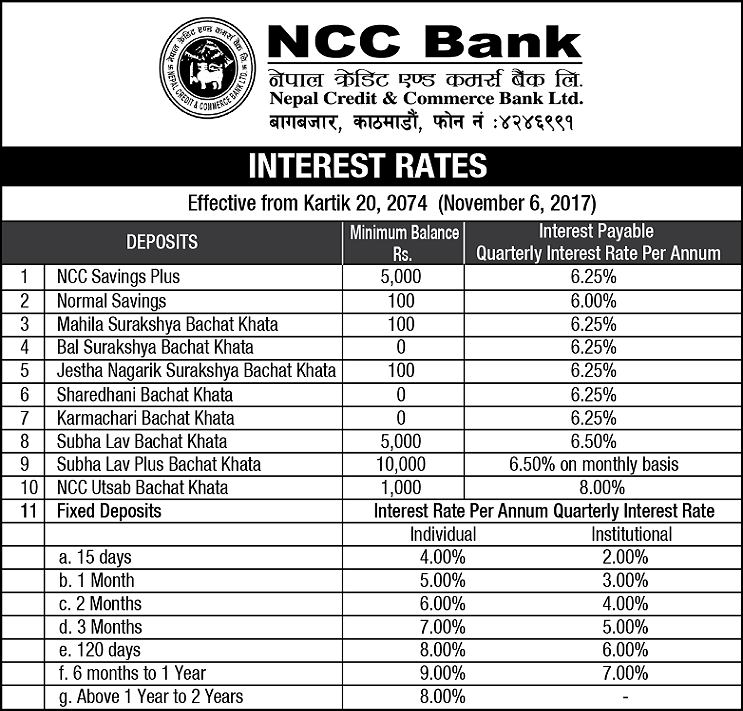 नेपाल क्रेडिट एण्ड कमर्स बैंक लि.
NEPAL CREDIT & COMMERCE BANK LTD.
NCC Bank
नेपाल क्रेडिट एण्ड कमर्स बैंक लि.
Nepal Credit & Commerce Bank Ltd.
बागबजार, काठमाडौं, फोन नं :४२४६९९१
INTEREST RATES
Effective from Kartik 20, 2074 (November 6, 2017)
DEPOSITS Minimum Balance Rs. Interest Payable Quarterly Interest Rate Per Annum
1 NCC Savings Plus 5,000 6.25%
2 Normal Savings 100 6.00%
3 Mahila Surakshya Bachat Khata 100 6.25%
4 Bal Surakshya Bachat Khata 0 6.25%
5 Jestha Nagarik Surakshya Bachat Khata 100 6.25%
6 Sharedhani Bachat Khata 0 6.25%
7 Karmachari Bachat Khata 0 6.25%
8 Subha Lav Bachat Khata 5,000 6.50%
9 Subha Lav Plus Bachat Khata 10,000 6.50% on monthly basis
10 NCC Utsab Bachat Khata 1,000 8.00%
11 Fixed Deposits Interest Rate Per Annum Quarterly Interest Rate
Individual Institutional
a. 15 days 4.00% 2.00%
b. 1 Month 5.00% 3.00%
c. 2 Months 6.00% 4.00%
d. 3 Months 7.00% 5.00%
e. 120 days 8.00% 6.00%
f. 6 months to 1 Year 9.00% 7.00%
g. Above 1 Year to 2 Years 8.00% -